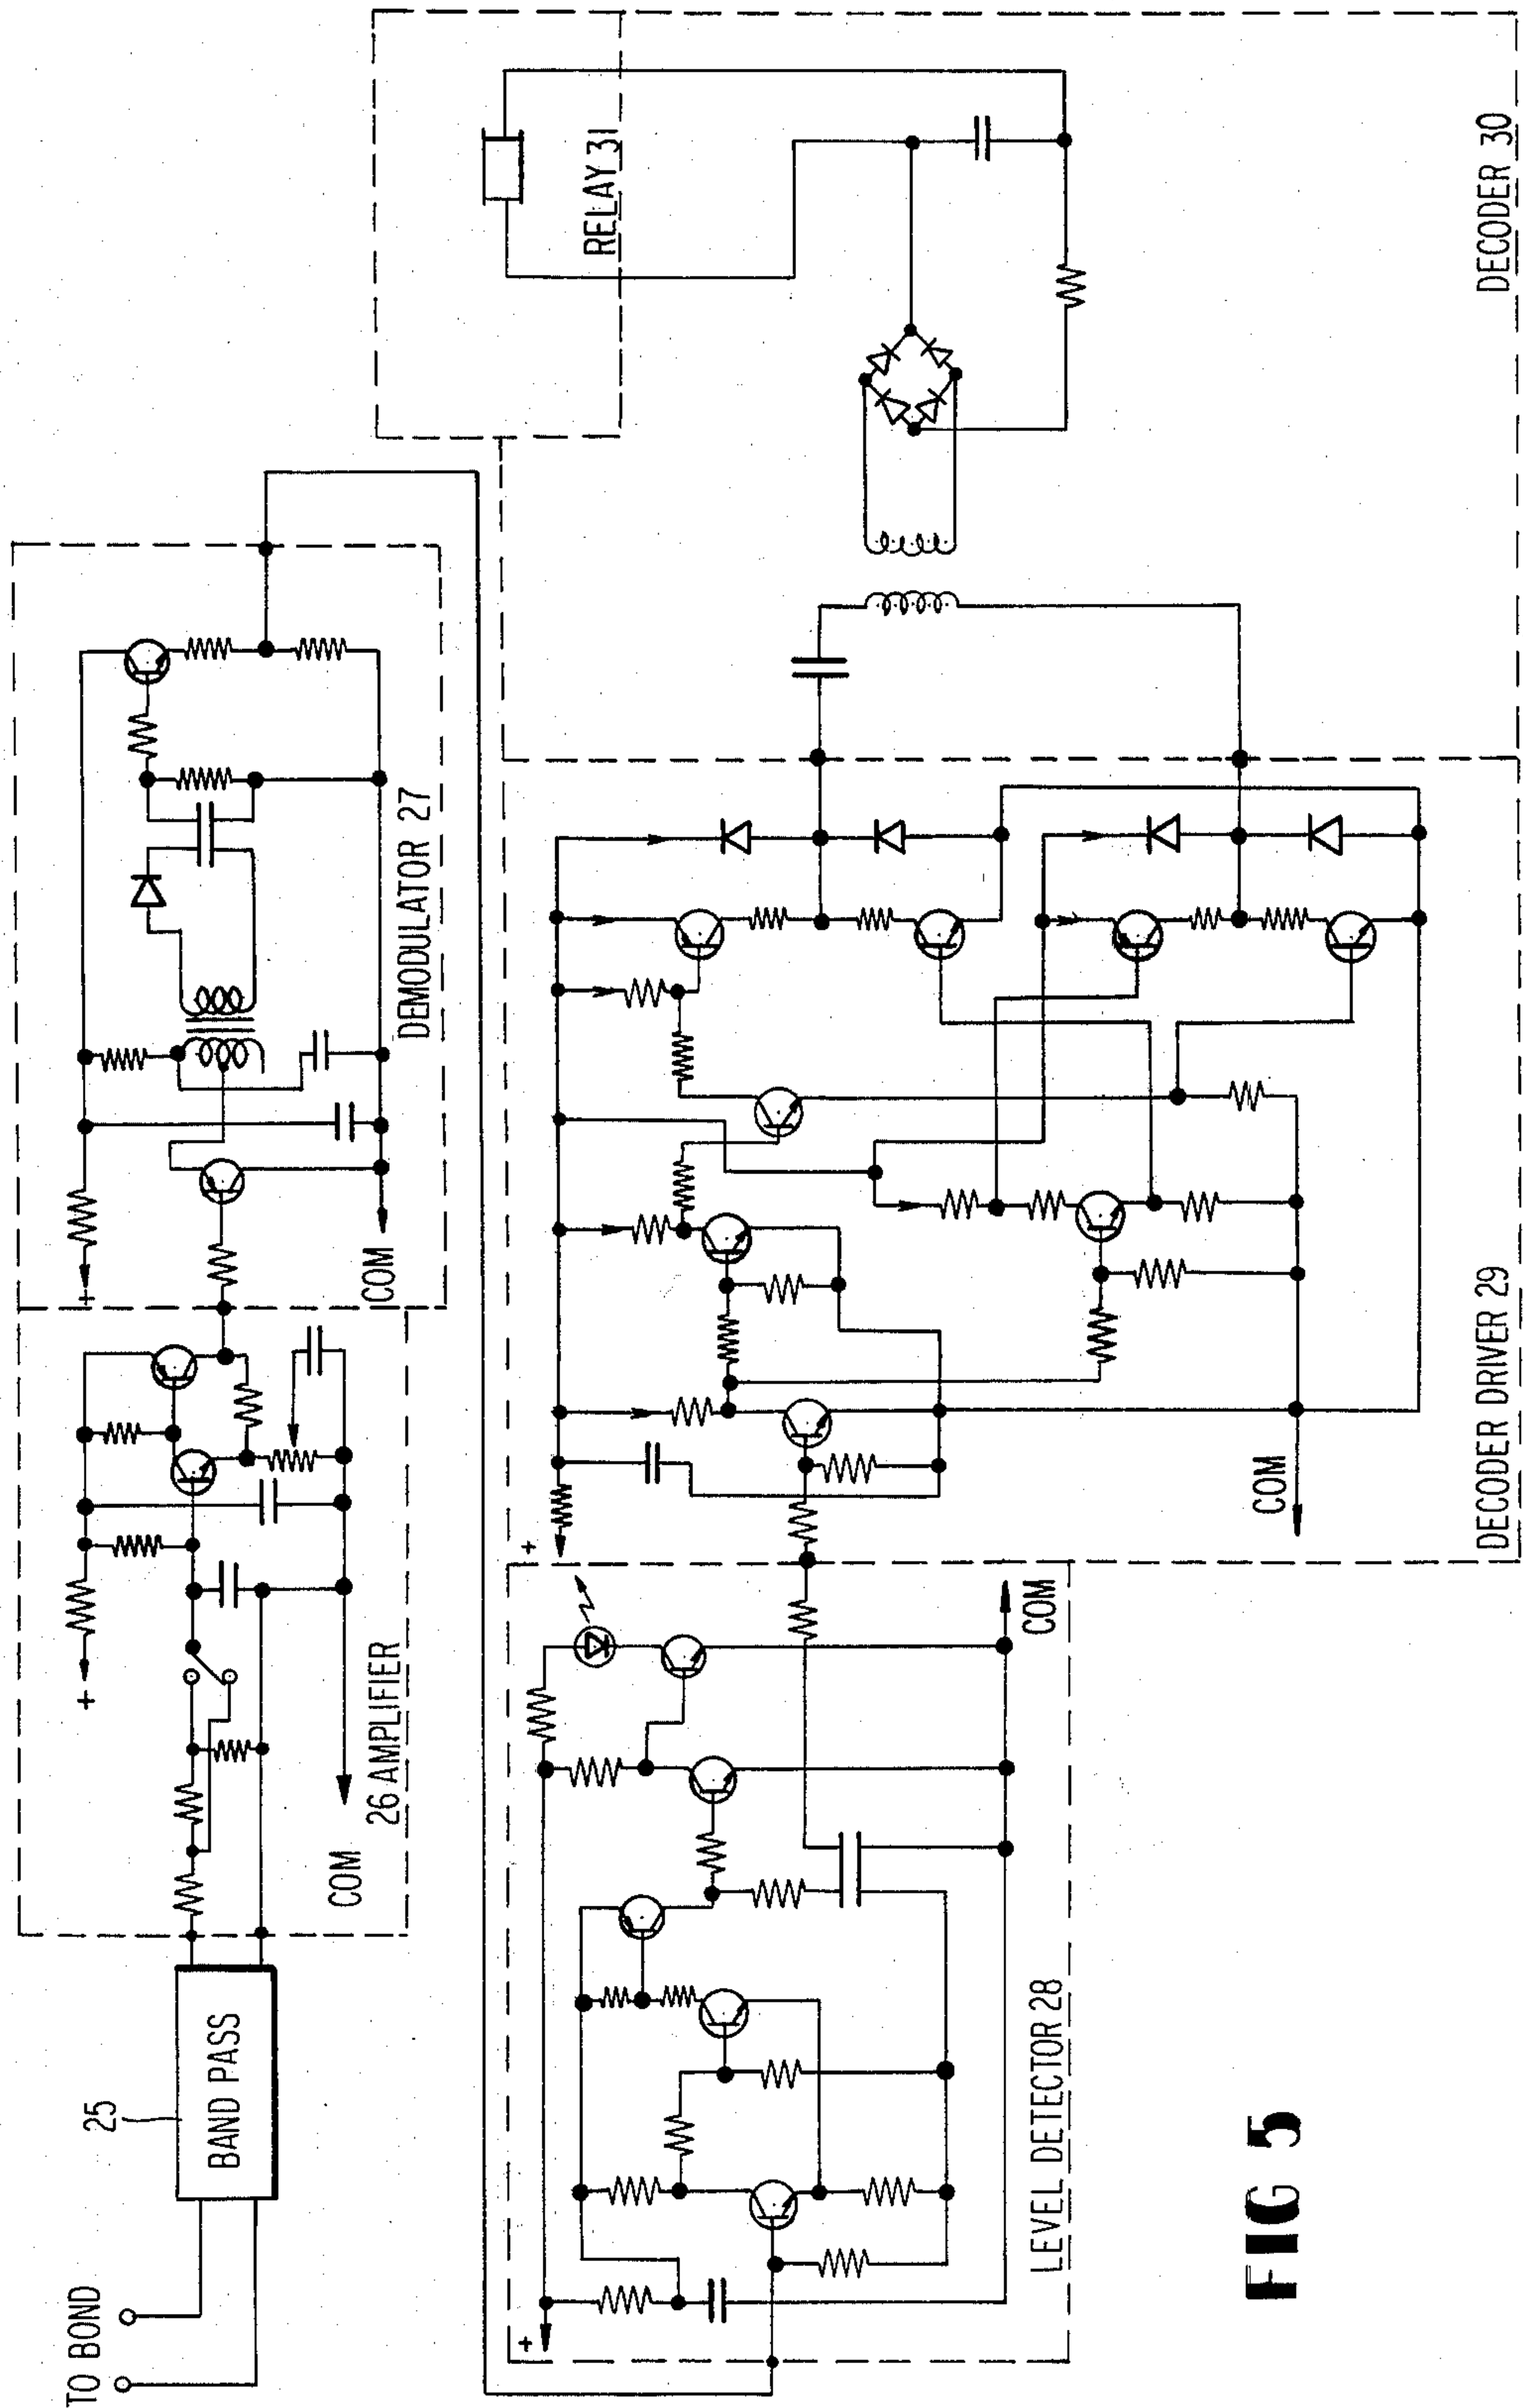 TO BOND
25
BAND PASS
+
COM
26 AMPLIFIER
+
COM
DEMODULATOR 27
+
COM
LEVEL DETECTOR 28
+
COM
DECODER DRIVER 29
RELAY 31
DECODER 30
FIG 5